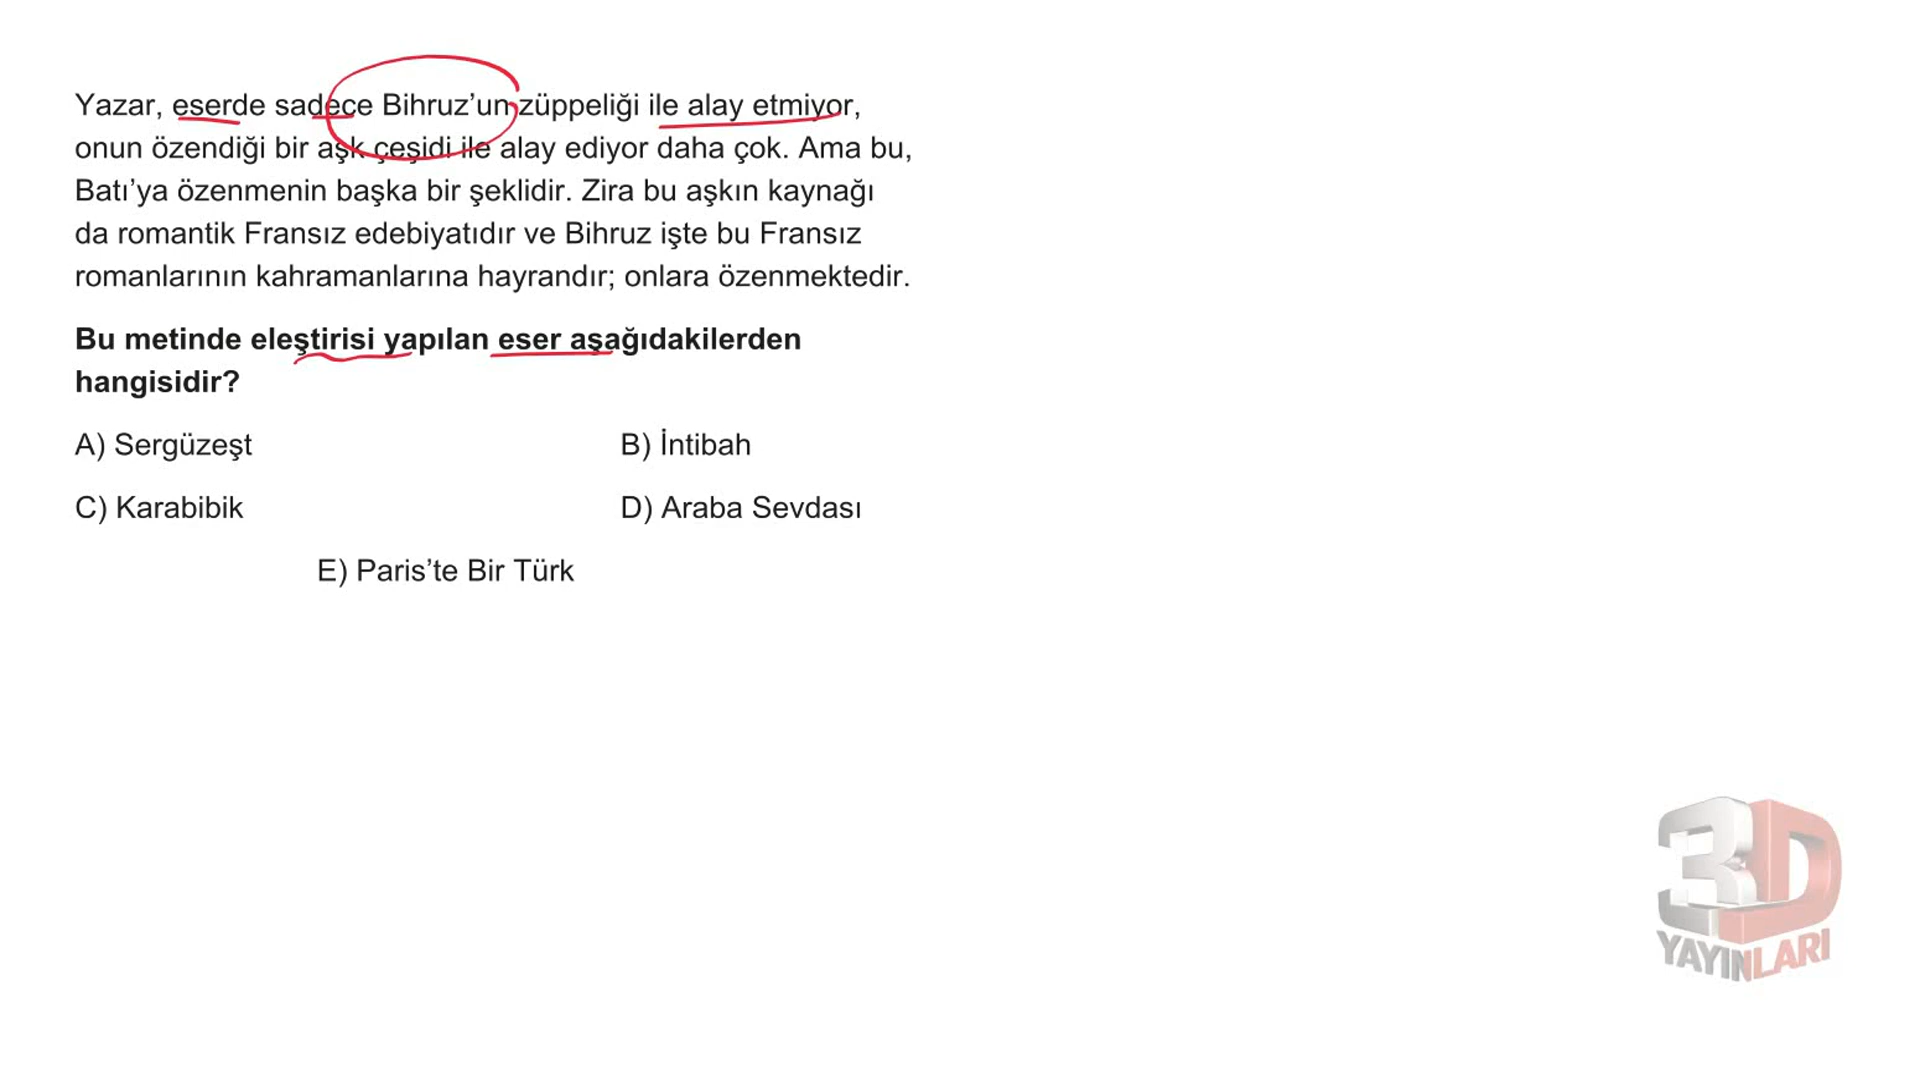 Yazar, eserde sadece Bihruz’un züppeliği ile alay etmiyor,
onun özendiği bir aşk çeşidi ile alay ediyor daha çok. Ama bu,
Batı’ya özenmenin başka bir şeklidir. Zira bu aşkın kaynağı
da romantik Fransız edebiyatıdır ve Bihruz işte bu Fransız
romanlarının kahramanlarına hayrandır; onlara özenmektedir.
Bu metinde eleştirisi yapılan eser aşağıdakilerden
hangisidir?
A) Sergüzeşt
B) İntibah
C) Karabibik
D) Araba Sevdası
E) Paris’te Bir Türk
3D
YAYINLARI